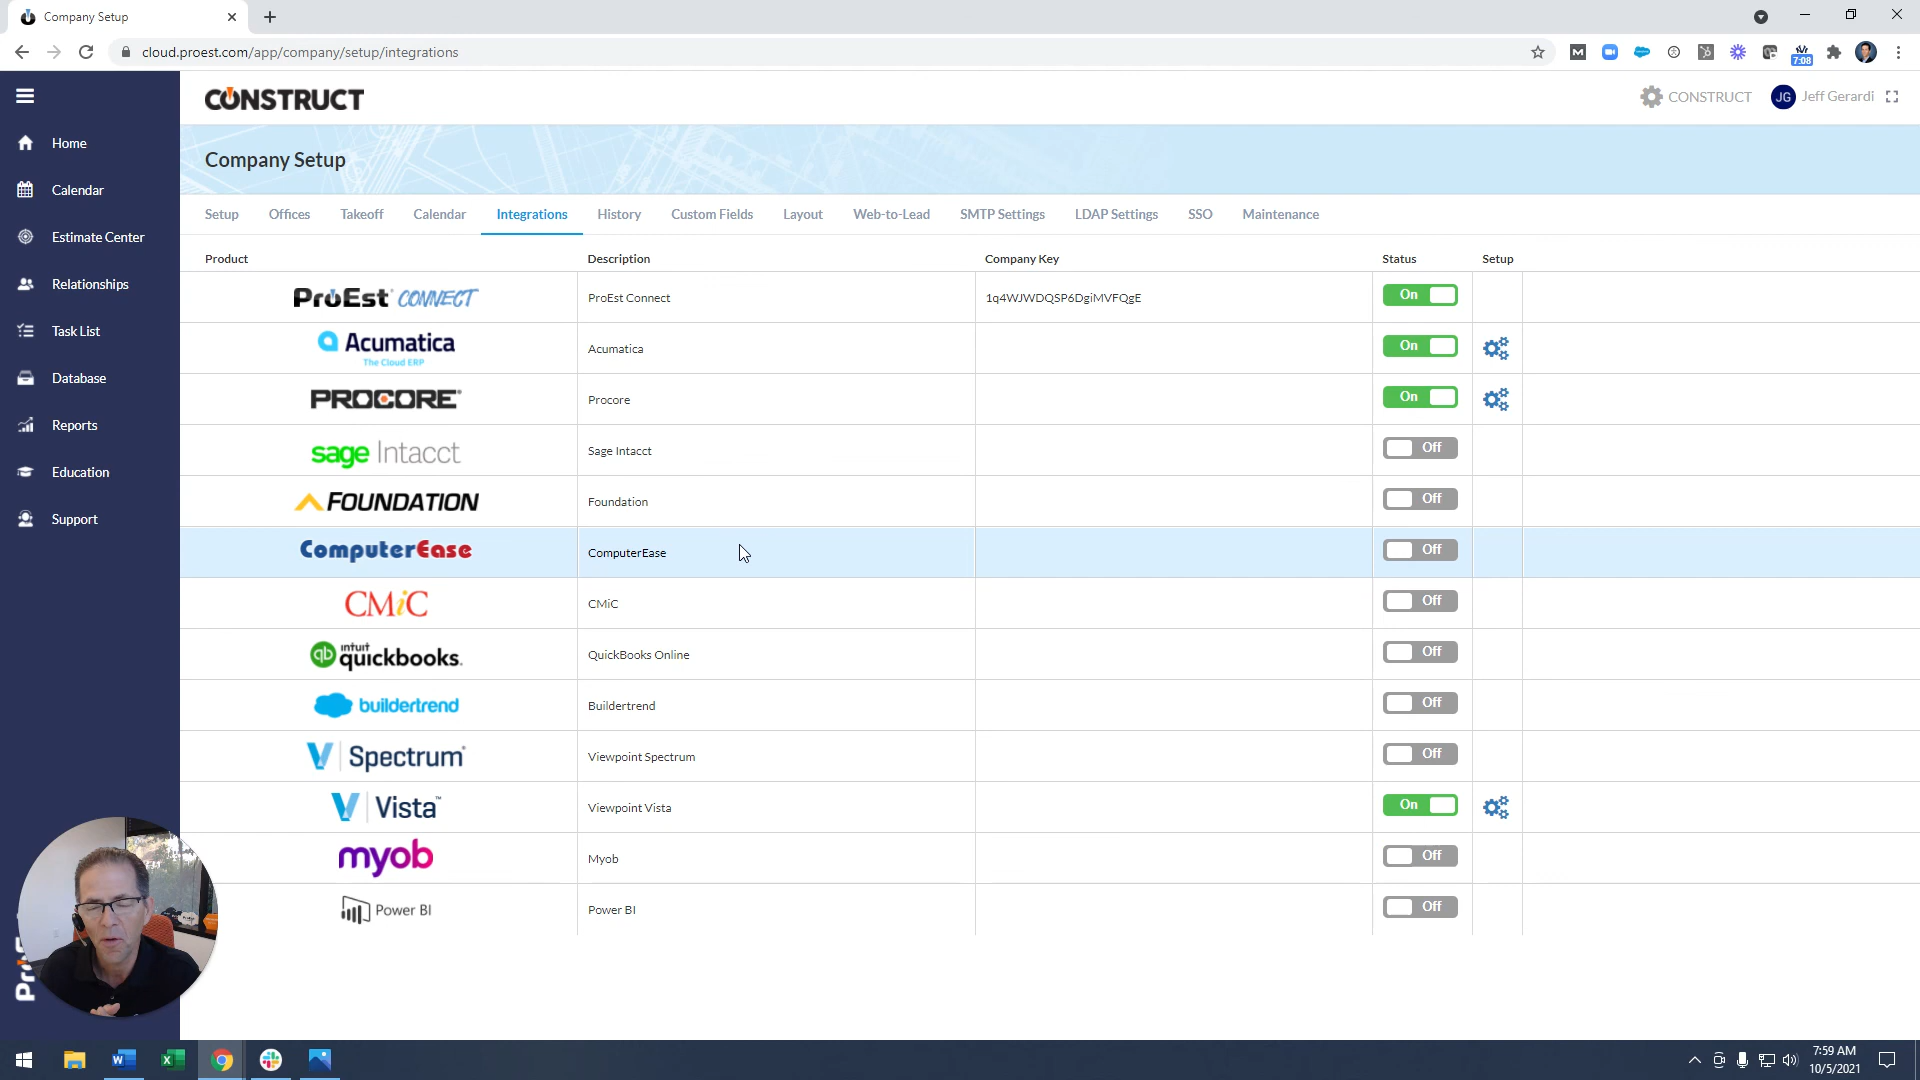 Company Setup
cloud.proest.com/app/company/setup/integrations
7:08
CONSTRUCT
CONSTRUCT
JG
Jeff Gerardi
Home
Calendar
Estimate Center
Relationships
Task List
Database
Reports
Education
Support
Company Setup
Setup Offices Takeoff Calendar Integrations History Custom Fields Layout Web-to-Lead SMTP Settings LDAP Settings SSO Maintenance
Product Description Company Key Status Setup
ProEst CONNECT ProEst Connect 1q4WJWDQSP6DgiMVFQgE On
Acumatica The Cloud ERP Acumatica On
PROCORE Procore On
sage Intacct Sage Intacct Off
FOUNDATION Foundation Off
ComputerEase ComputerEase Off
CMiC CMiC Off
qb intuit quickbooks. QuickBooks Online Off
buildertrend Buildertrend Off
V Spectrum Viewpoint Spectrum Off
V Vista™ Viewpoint Vista On
myob Myob Off
Power BI Power BI Off
7:59 AM
10/5/2021